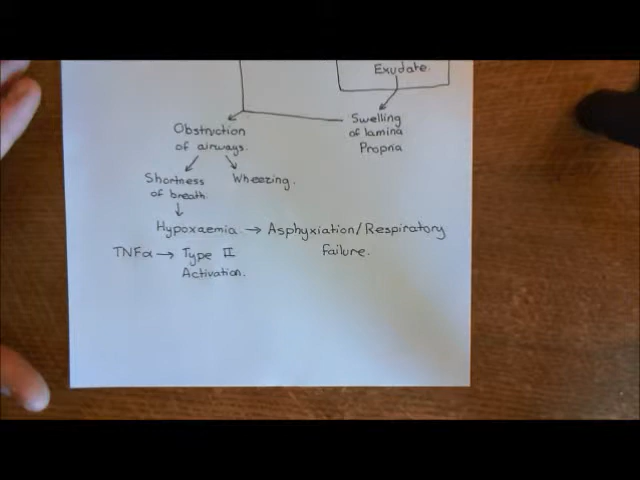 Exudate.
Swelling
of lamina
Propria
Obstruction
of airways.
Shortness
of breath.
Wheezing.
Hypoxaemia → Asphyxiation/Respiratory
Failure.
TNFα → Type II
Activation.